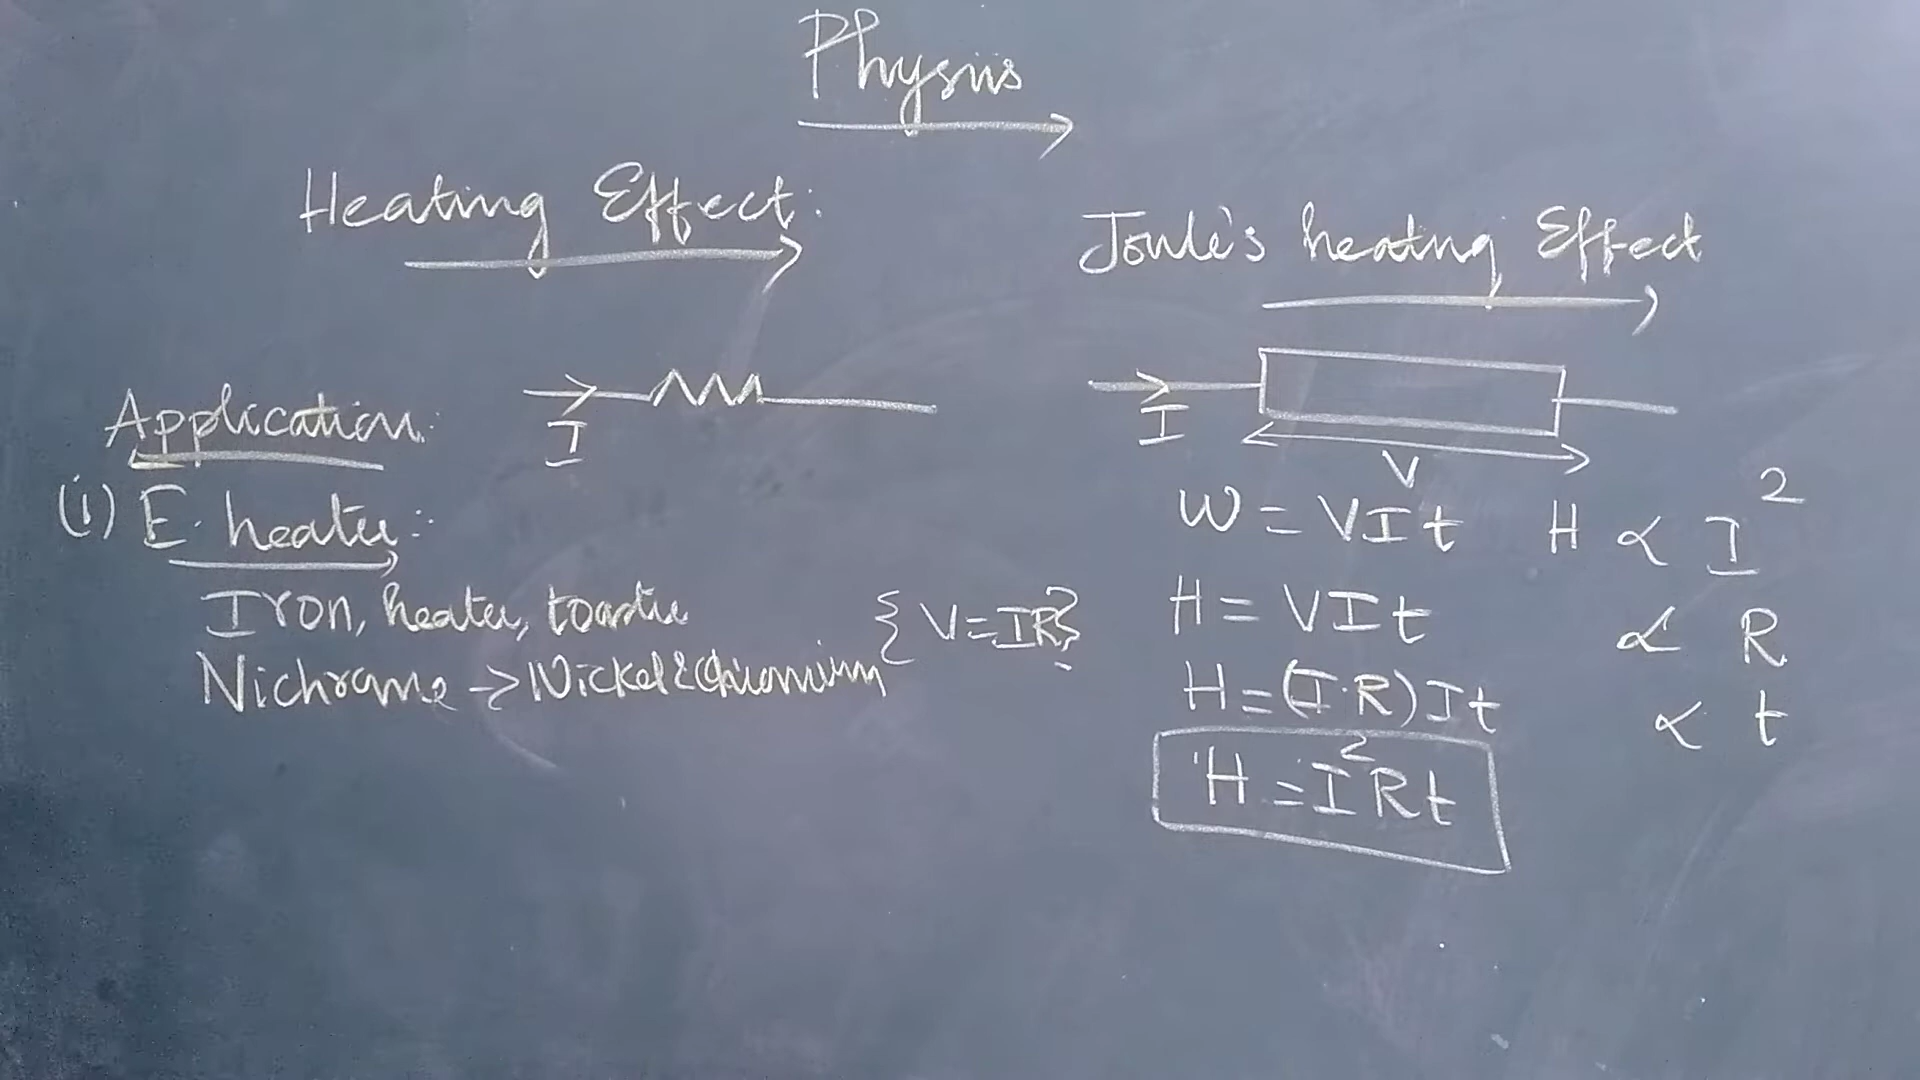 Physics
Heating Effect:
Application:
I
(i) E. heater:
Iron, heater, toaster
Nichrome -> Nickel & Chromium
{V=IR}
Joule's heating Effect
I
V
W = VIt
H = VIt
H = (I·R)It
H = I²Rt
H ∝ I²
∝ R
∝ t